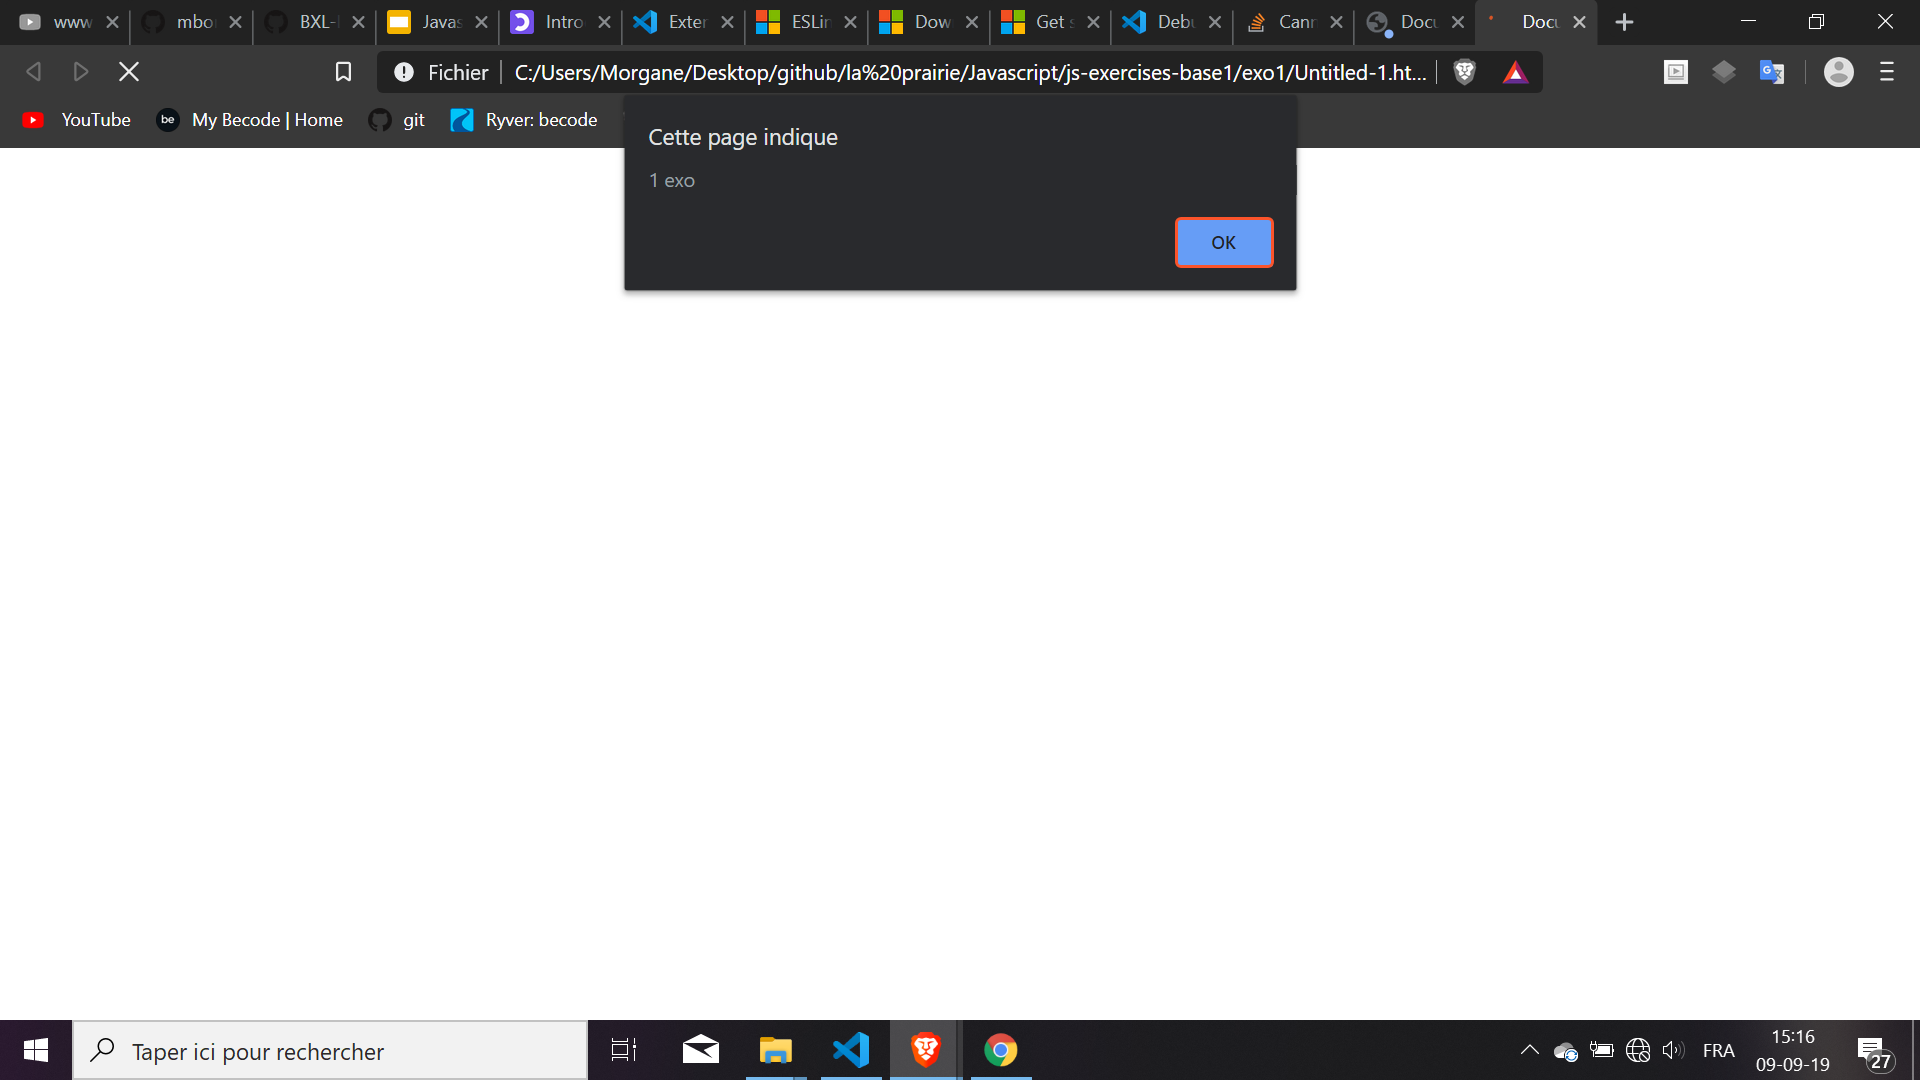 www
mbo
BXL-
Javas
Intro
Exter
ESLin
Dow
Get s
Debu
Cann
Docu
Docu
Fichier
C:/Users/Morgane/Desktop/github/la%20prairie/Javascript/js-exercises-base1/exo1/Untitled-1.ht...
YouTube
be
My Becode | Home
git
Ryver: becode
Cette page indique
1 exo
OK
Taper ici pour rechercher
FRA
15:16
09-09-19
27